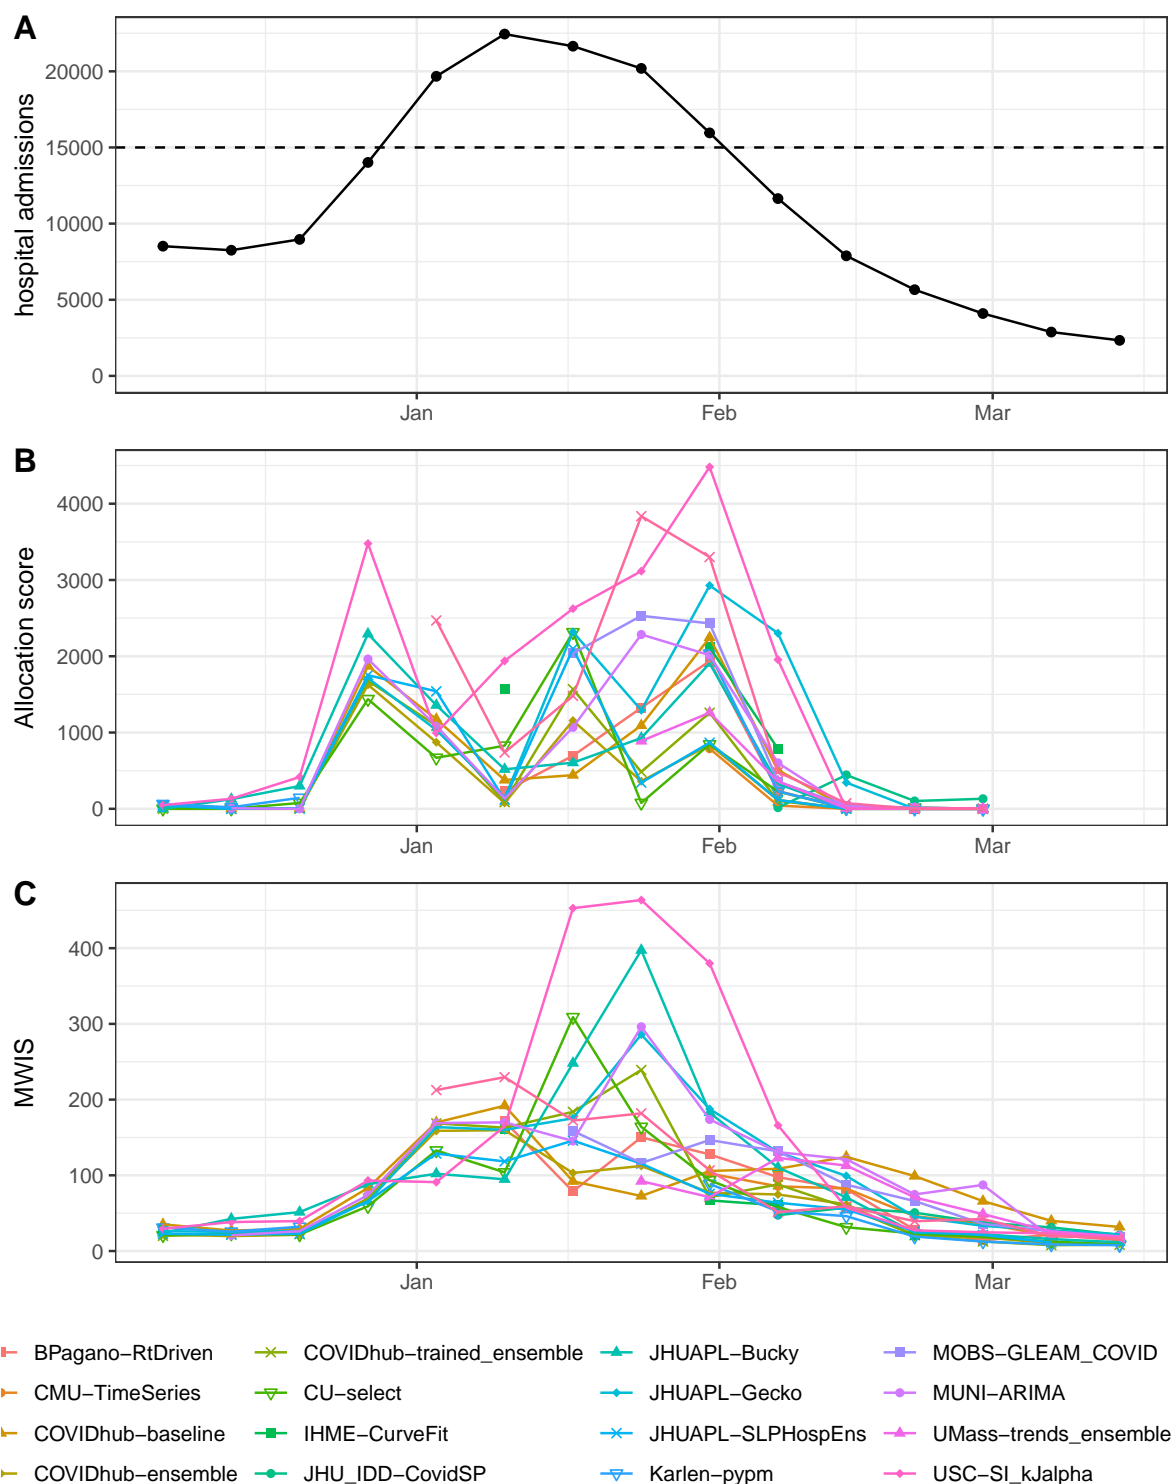 A
hospital admissions
20000
15000
10000
5000
0
Jan Feb Mar
B
Allocation score
4000
3000
2000
1000
0
Jan Feb Mar
C
MWIS
400
300
200
100
0
Jan Feb Mar
BPagano−RtDriven COVIDhub−trained_ensemble JHUAPL−Bucky MOBS−GLEAM_COVID
CMU−TimeSeries CU−select JHUAPL−Gecko MUNI−ARIMA
COVIDhub−baseline IHME−CurveFit JHUAPL−SLPHospEns UMass−trends_ensemble
COVIDhub−ensemble JHU_IDD−CovidSP Karlen−pypm USC−SI_kJalpha